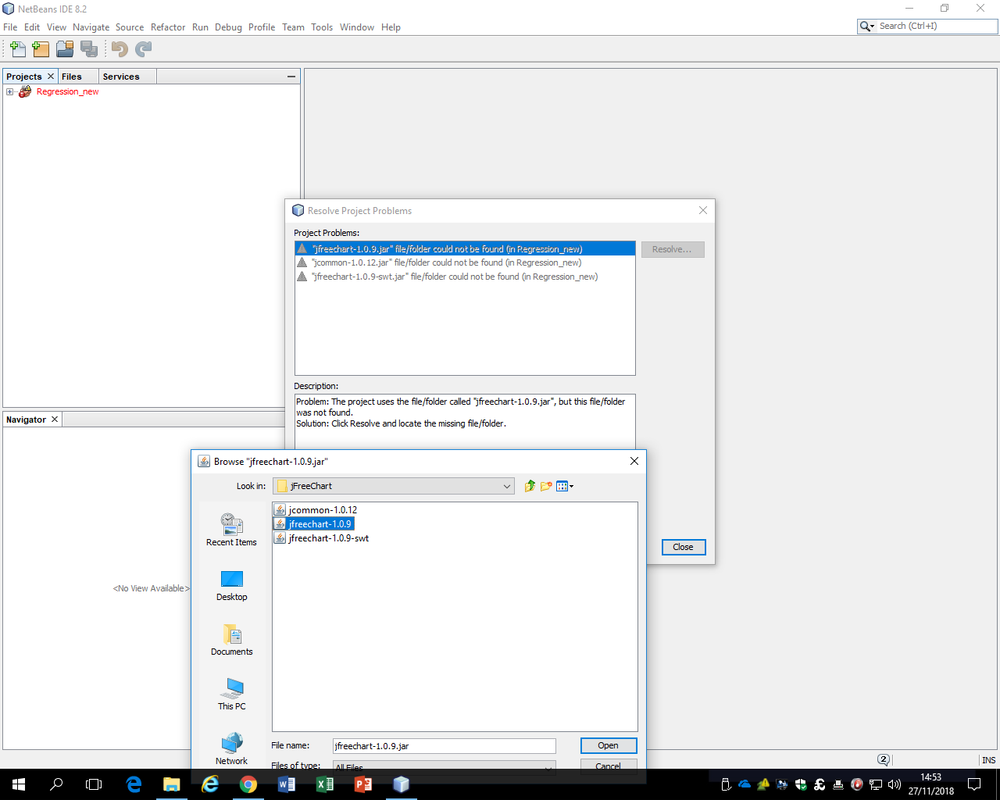 NetBeans IDE 8.2
File Edit View Navigate Source Refactor Run Debug Profile Team Tools Window Help
Search (Ctrl+I)
Projects Files Services
Regression_new
Resolve Project Problems
Project Problems:
"jfreechart-1.0.9.jar" file/folder could not be found (in Regression_new)
Resolve...
"jcommon-1.0.12.jar" file/folder could not be found (in Regression_new)
"jfreechart-1.0.9-swt.jar" file/folder could not be found (in Regression_new)
Description:
Problem: The project uses the file/folder called "jfreechart-1.0.9.jar", but this file/folder
was not found.
Solution: Click Resolve and locate the missing file/folder.
Close
Navigator
<No View Available>
Browse "jfreechart-1.0.9.jar"
Look in: jFreeChart
jcommon-1.0.12
jfreechart-1.0.9
jfreechart-1.0.9-swt
Recent Items
Desktop
Documents
This PC
Network
File name: jfreechart-1.0.9.jar
Open
Files of type: All Files
Cancel
2
INS
14:53
27/11/2018